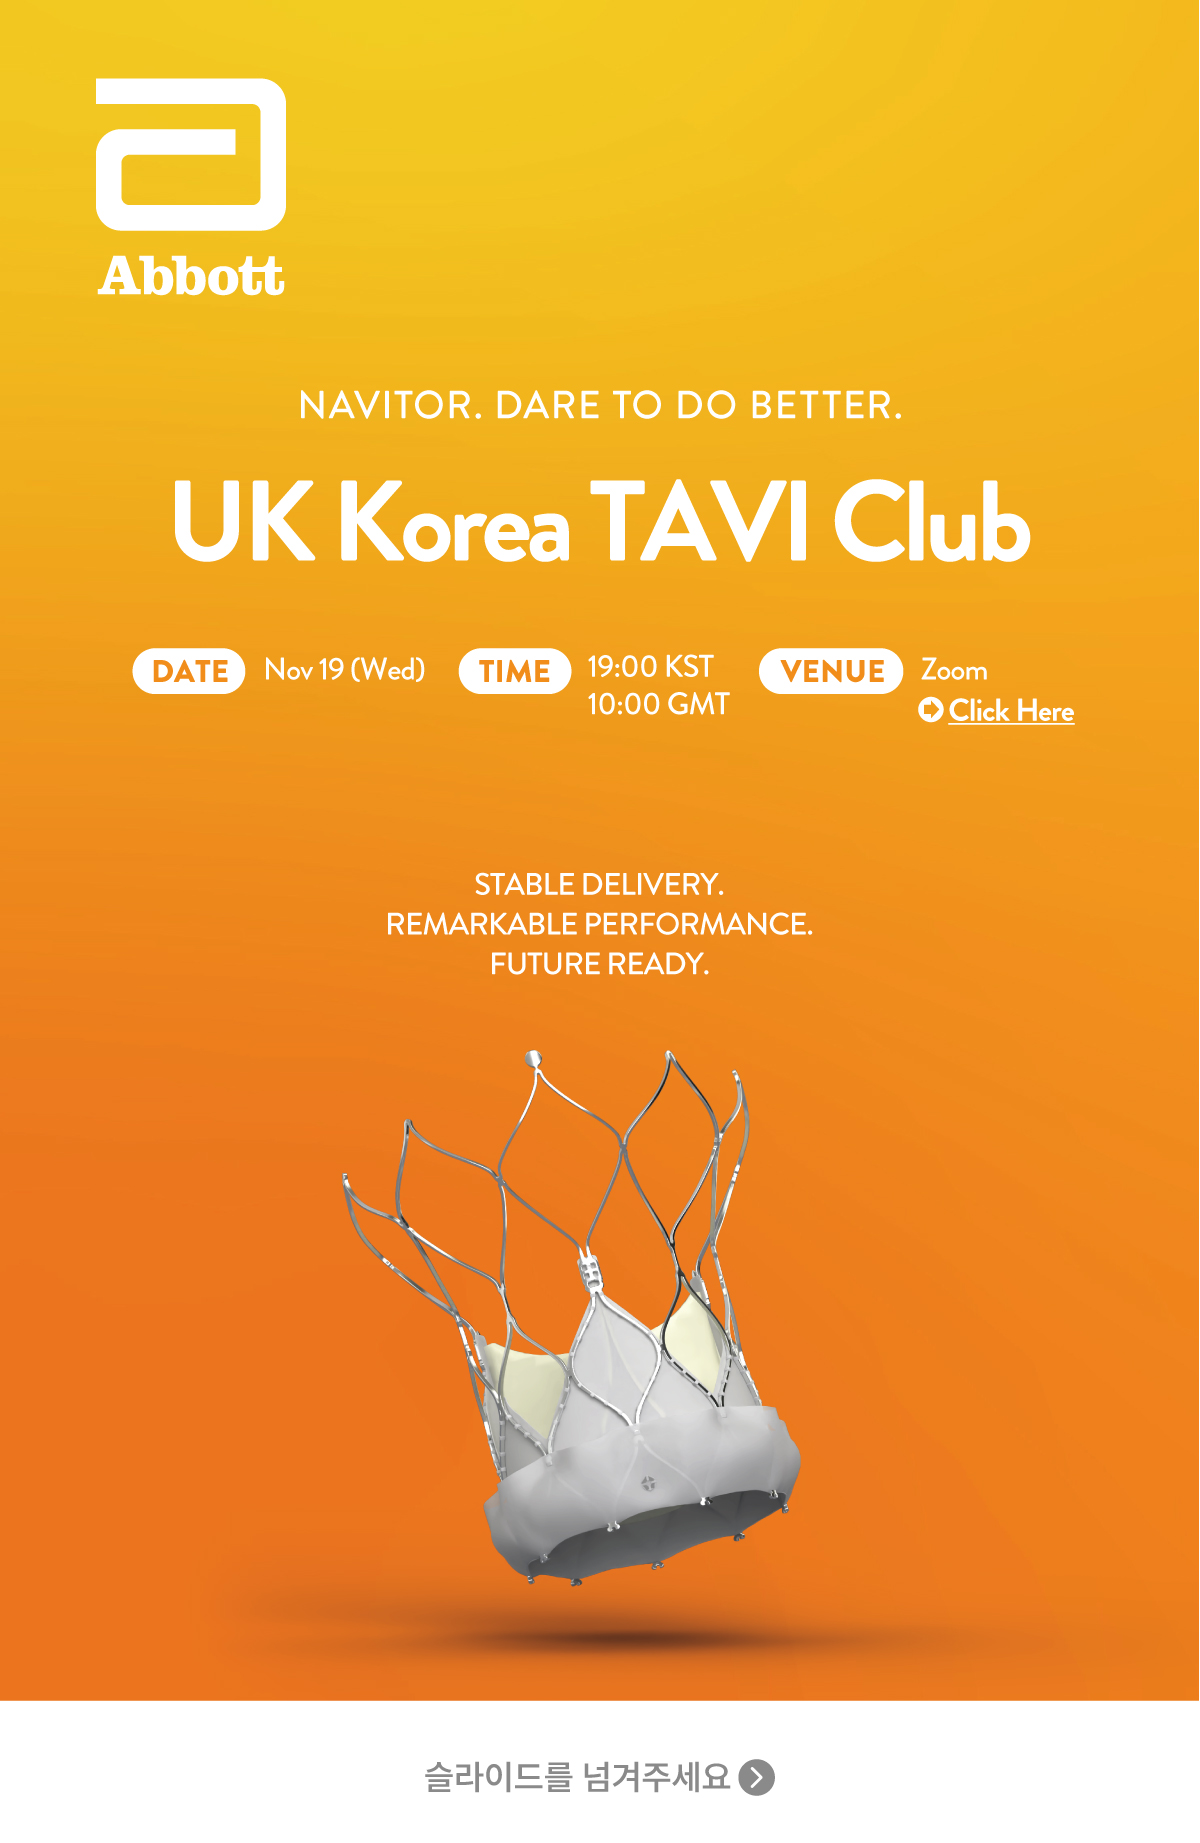 Abbott
NAVITOR. DARE TO DO BETTER.
UK Korea TAVI Club
DATE Nov 19 (Wed)
TIME 19:00 KST
10:00 GMT
VENUE Zoom
Click Here
STABLE DELIVERY.
REMARKABLE PERFORMANCE.
FUTURE READY.
슬라이드를 넘겨주세요